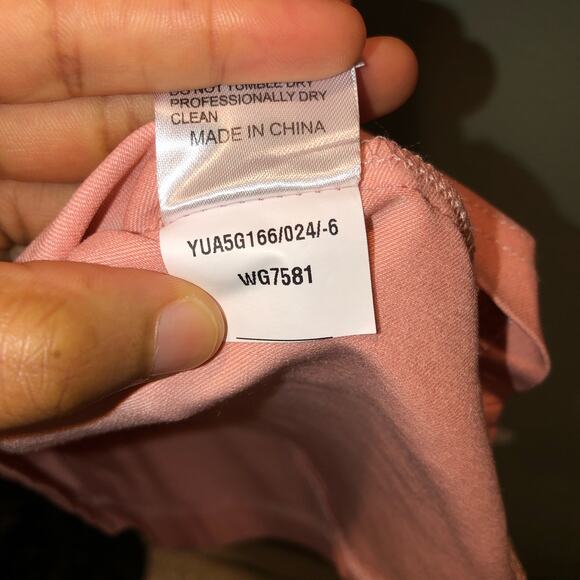 DO NOT TUMBLE DRY
PROFESSIONALLY DRY
CLEAN
MADE IN CHINA
YUA5G166/024/-6
WG7581